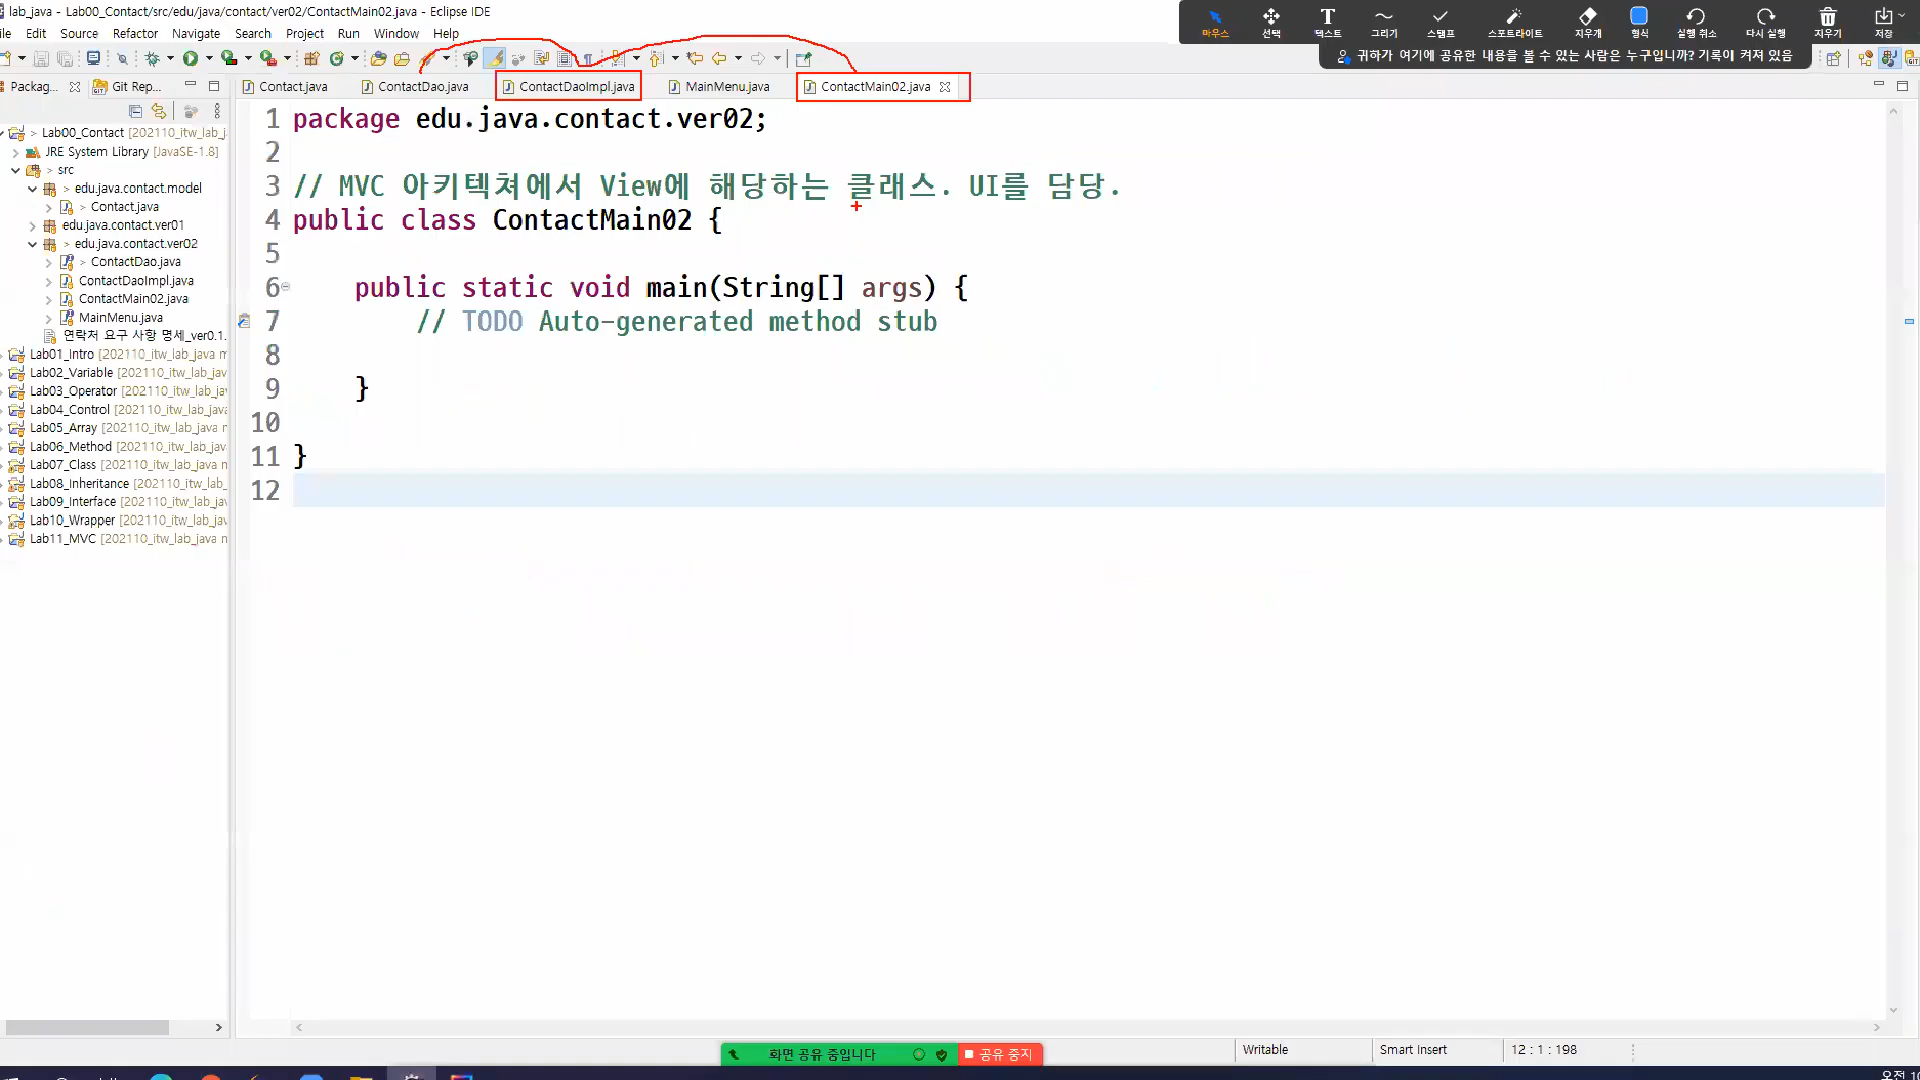 lab_java - Lab00_Contact/src/edu/java/contact/ver02/ContactMain02.java - Eclipse IDE
Edit Source Refactor Navigate Search Project Run Window Help
마우스 선택 텍스트 그리기 스탬프 스포트라이트 지우개 형식 실행 취소 다시 실행 지우기 저장
귀하가 여기에 공유한 내용을 볼 수 있는 사람은 누구입니까? 기록이 켜져 있음
Packag... Git Rep...
Contact.java ContactDao.java ContactDaoImpl.java MainMenu.java ContactMain02.java
> Lab00_Contact [202110_itw_lab_j
JRE System Library [JavaSE-1.8]
> src
> edu.java.contact.model
> Contact.java
edu.java.contact.ver01
> edu.java.contact.ver02
> ContactDao.java
ContactDaoImpl.java
ContactMain02.java
MainMenu.java
연락처 요구 사항 명세_ver0.1.
Lab01_Intro [202110_itw_lab_java m
Lab02_Variable [202110_itw_lab_jav
Lab03_Operator [202110_itw_lab_jav
Lab04_Control [202110_itw_lab_java
Lab05_Array [202110_itw_lab_java m
Lab06_Method [202110_itw_lab_jav
Lab07_Class [202110_itw_lab_java m
Lab08_Inheritance [202110_itw_lab_
Lab09_Interface [202110_itw_lab_jav
Lab10_Wrapper [202110_itw_lab_jav
Lab11_MVC [202110_itw_lab_java m
1 package edu.java.contact.ver02;
2
3 // MVC 아키텍쳐에서 View에 해당하는 클래스. UI를 담당.
4 public class ContactMain02 {
5
6 public static void main(String[] args) {
7 // TODO Auto-generated method stub
8
9 }
10
11 }
12
화면 공유 중입니다 공유 중지
Writable Smart Insert 12 : 1 : 198